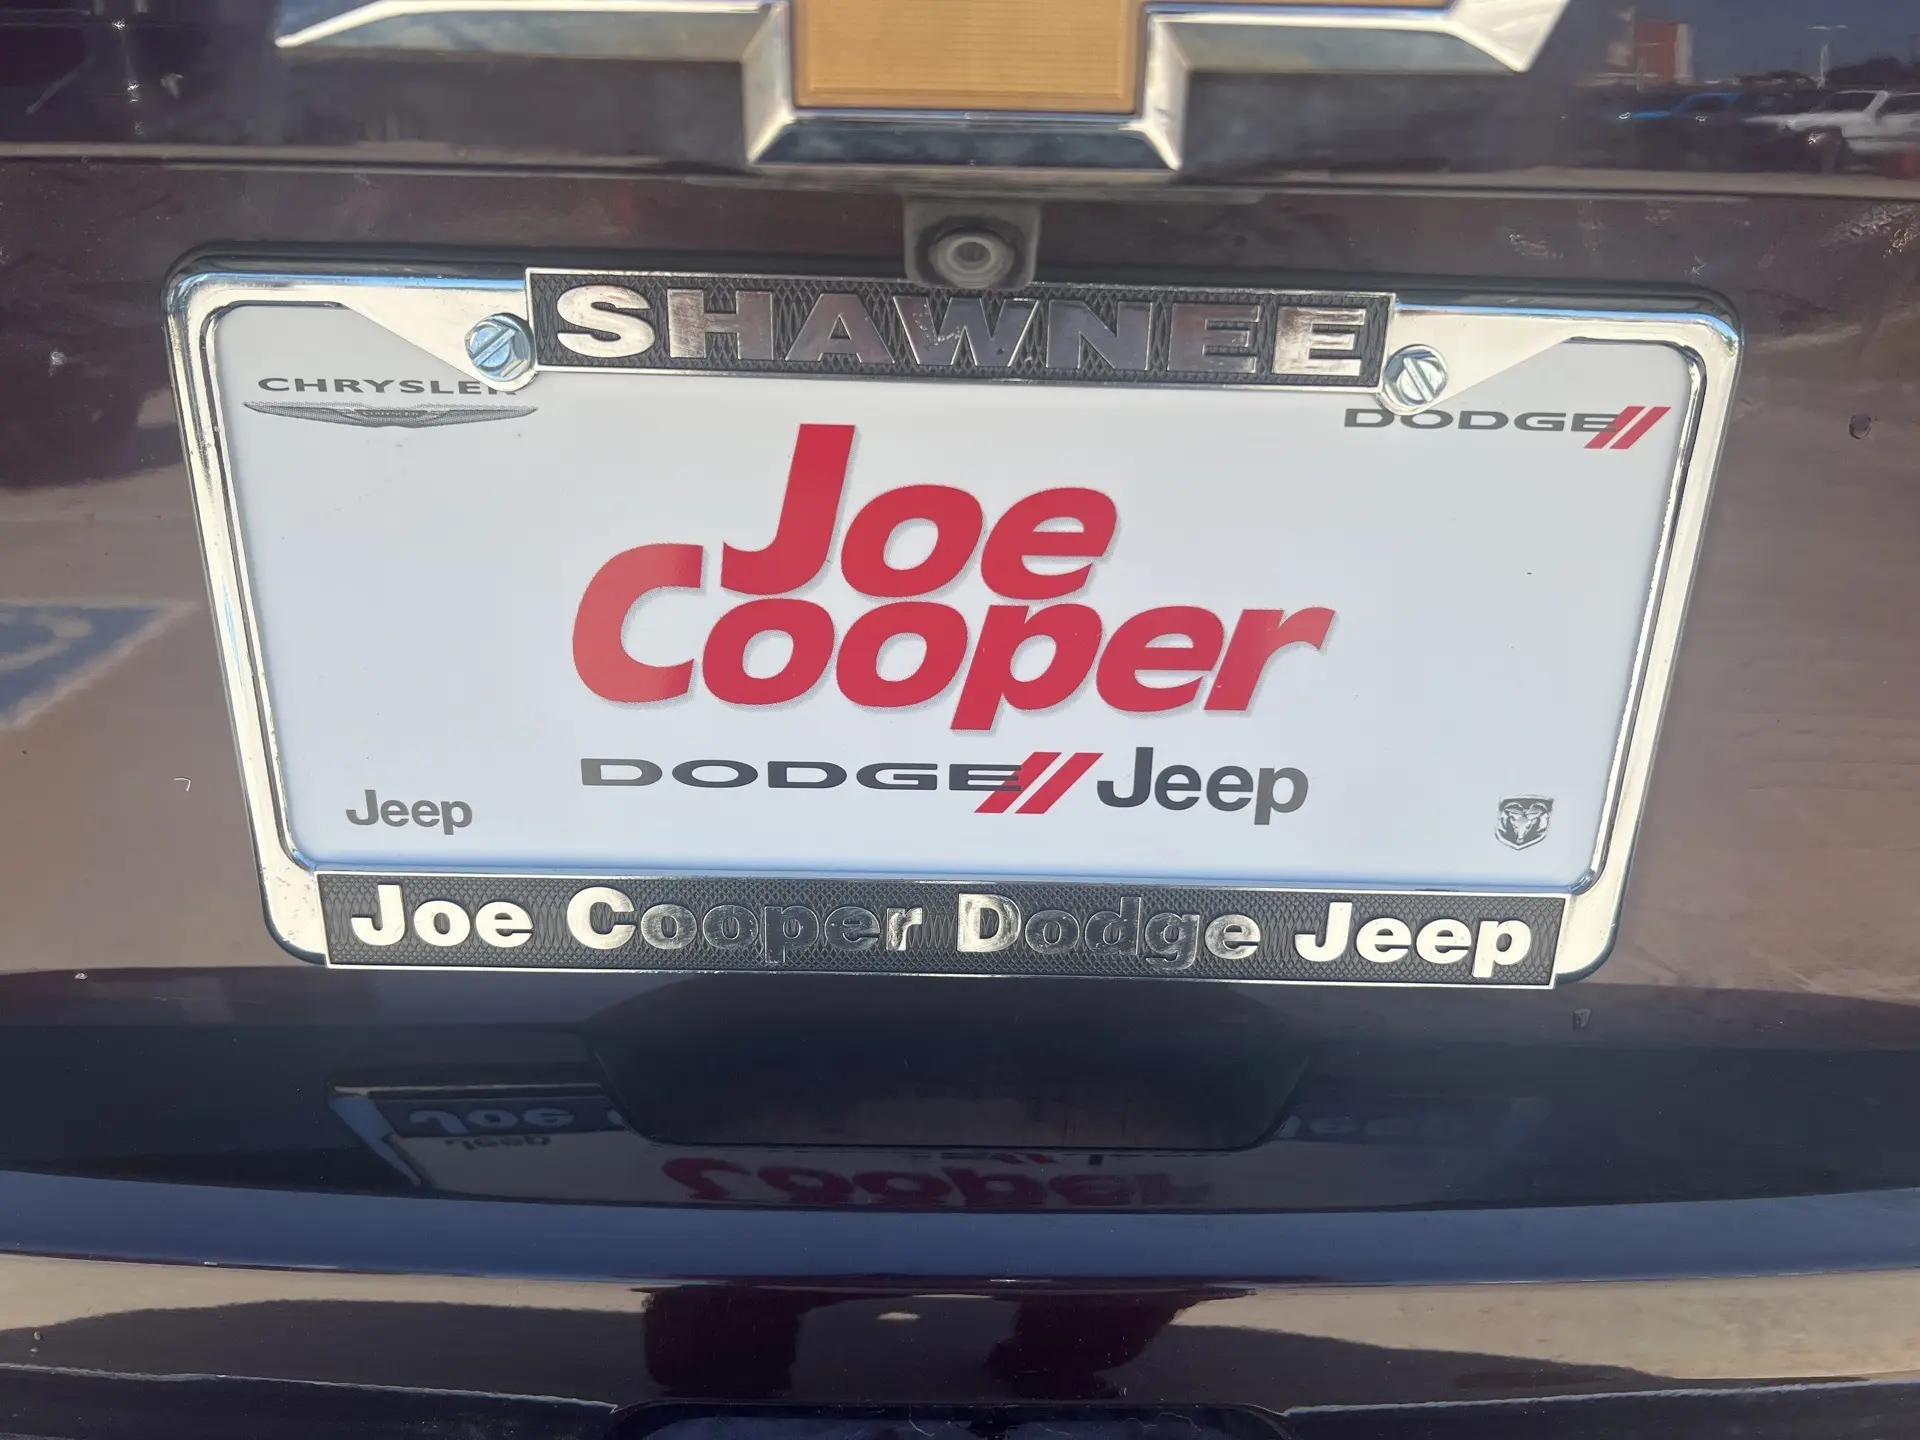 SHAWNEE
CHRYSLER
DODGE
Joe
Cooper
DODGE Jeep
Jeep
Joe Cooper Dodge Jeep